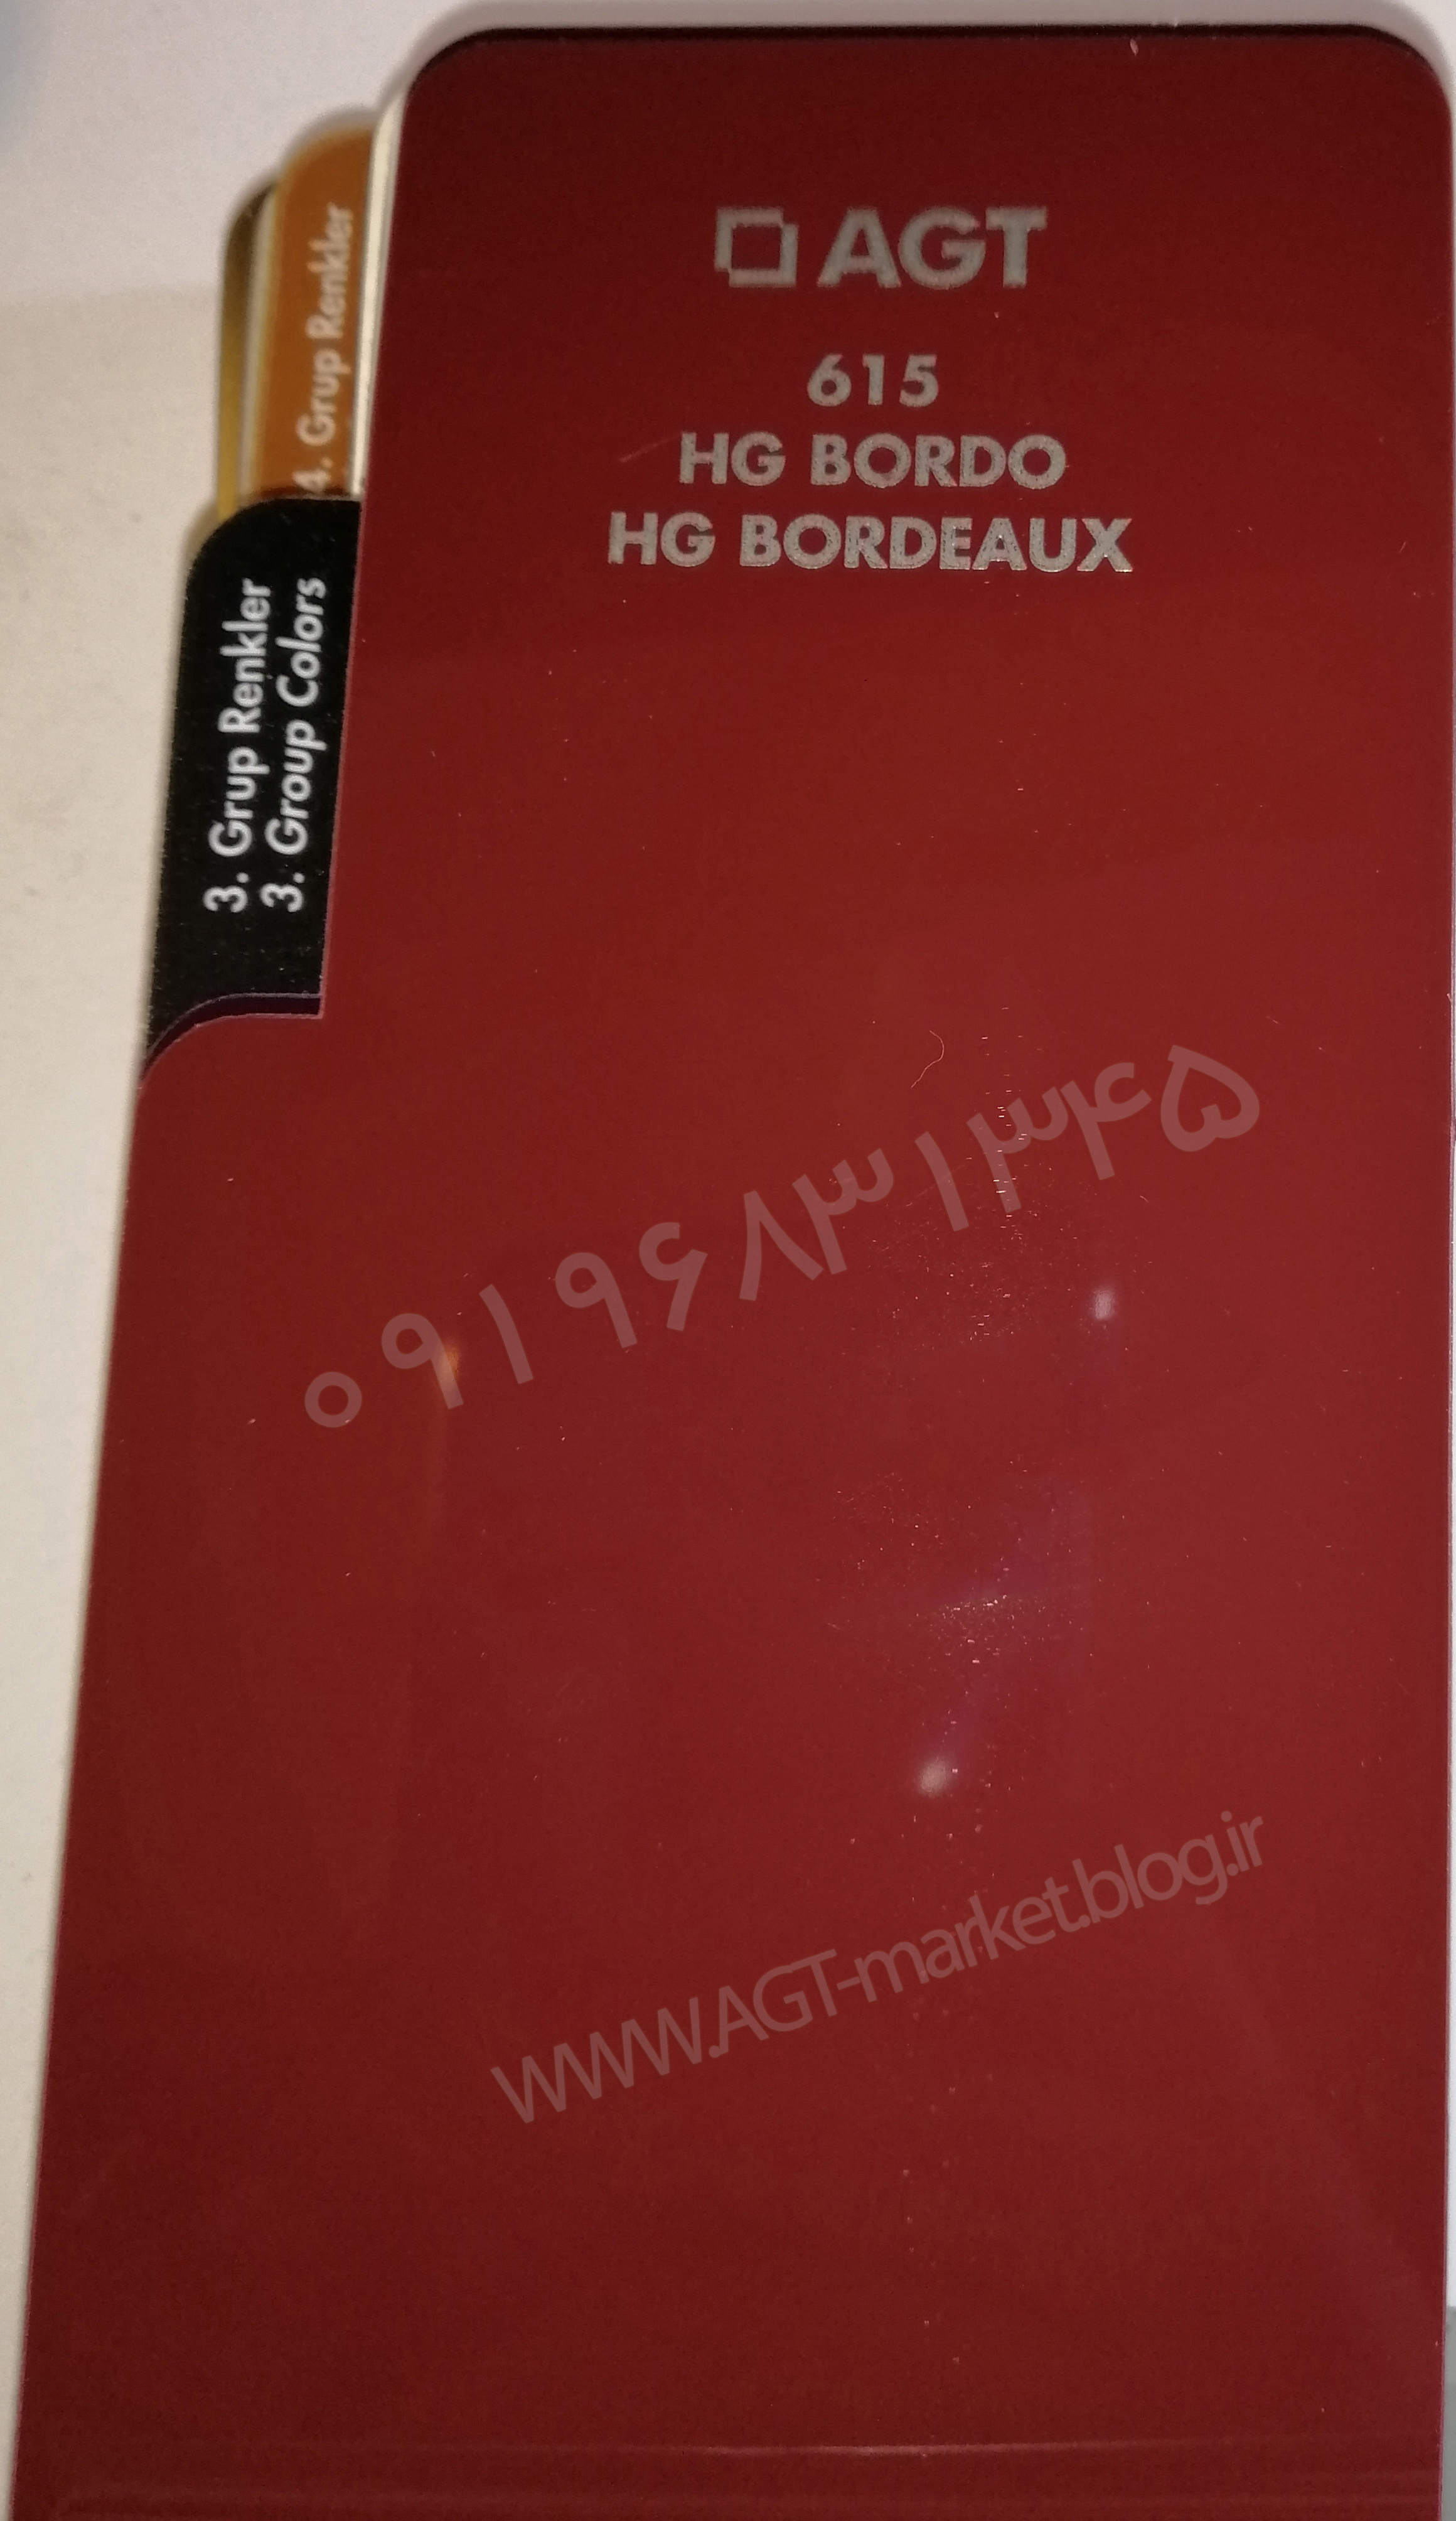 AGT
615
HG BORDO
HG BORDEAUX
4. Grup Renkler
3. Grup Renkler
3. Group Colors
۰۹۱۹۶۸۳۱۳۴۵
www.AGT-market.blog.ir